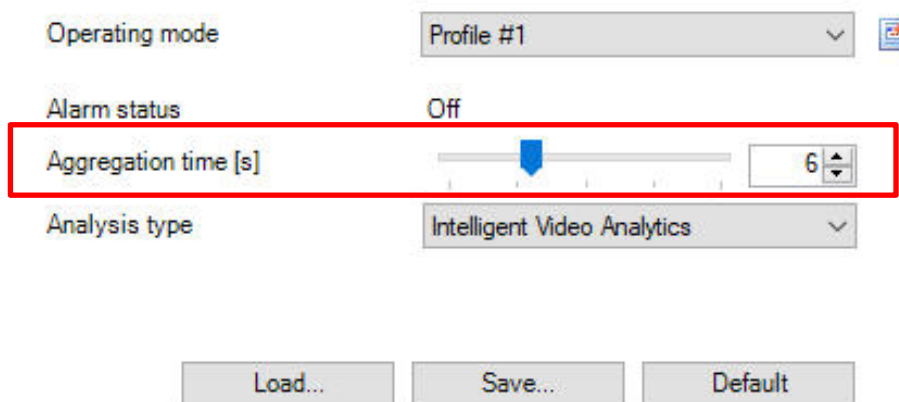 Operating mode Profile #1
Alarm status Off
Aggregation time [s] 6
Analysis type Intelligent Video Analytics
Load... Save... Default